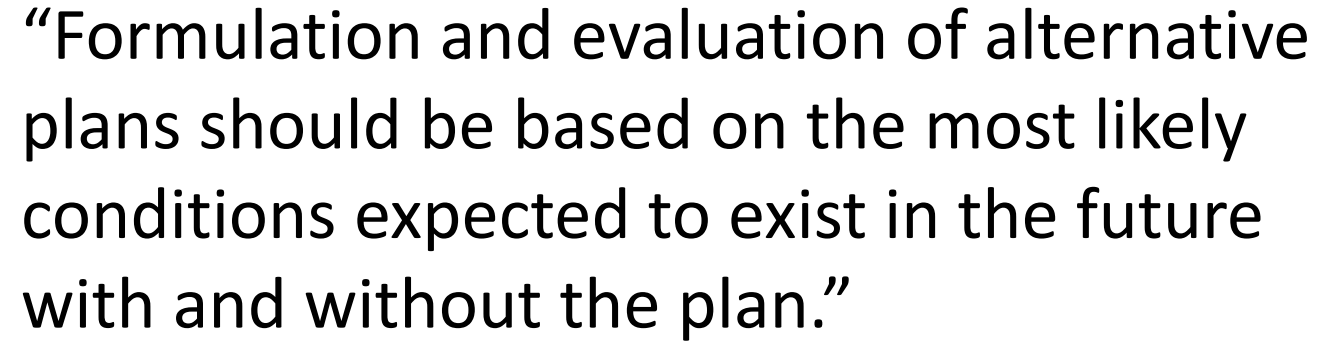 “Formulation and evaluation of alternative
plans should be based on the most likely
conditions expected to exist in the future
with and without the plan.”